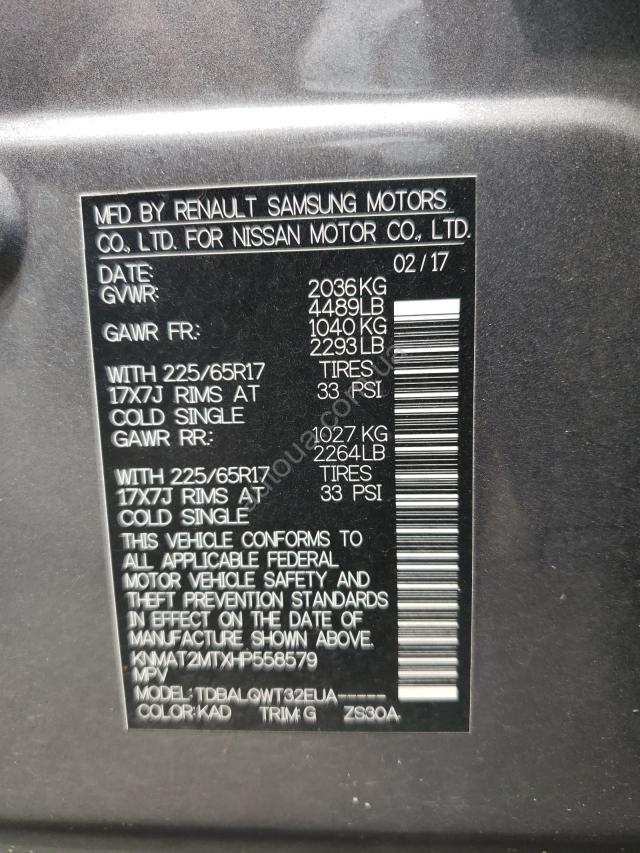 MFD BY RENAULT SAMSUNG MOTORS
CO., LTD. FOR NISSAN MOTOR CO., LTD.
DATE: 02/17
GVWR: 2036KG
4489LB
GAWR FR.: 1040KG
2293LB
WITH 225/65R17 TIRES
17X7J RIMS AT 33 PSI
COLD SINGLE
GAWR RR.: 1027KG
2264LB
WITH 225/65R17 TIRES
17X7J RIMS AT 33 PSI
COLD SINGLE
THIS VEHICLE CONFORMS TO
ALL APPLICABLE FEDERAL
MOTOR VEHICLE SAFETY AND
THEFT PREVENTION STANDARDS
IN EFFECT ON THE DATE OF
MANUFACTURE SHOWN ABOVE.
KNMAT2MTXHP558579
MPV
MODEL: TDBALQWT32EUA-----
COLOR: KAD TRIM: G ZS30A